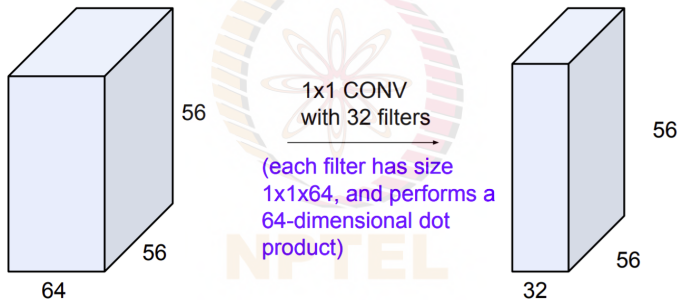 56
56
64
1x1 CONV
with 32 filters
(each filter has size
1x1x64, and performs a
64-dimensional dot
product)
NPTEL
56
56
32